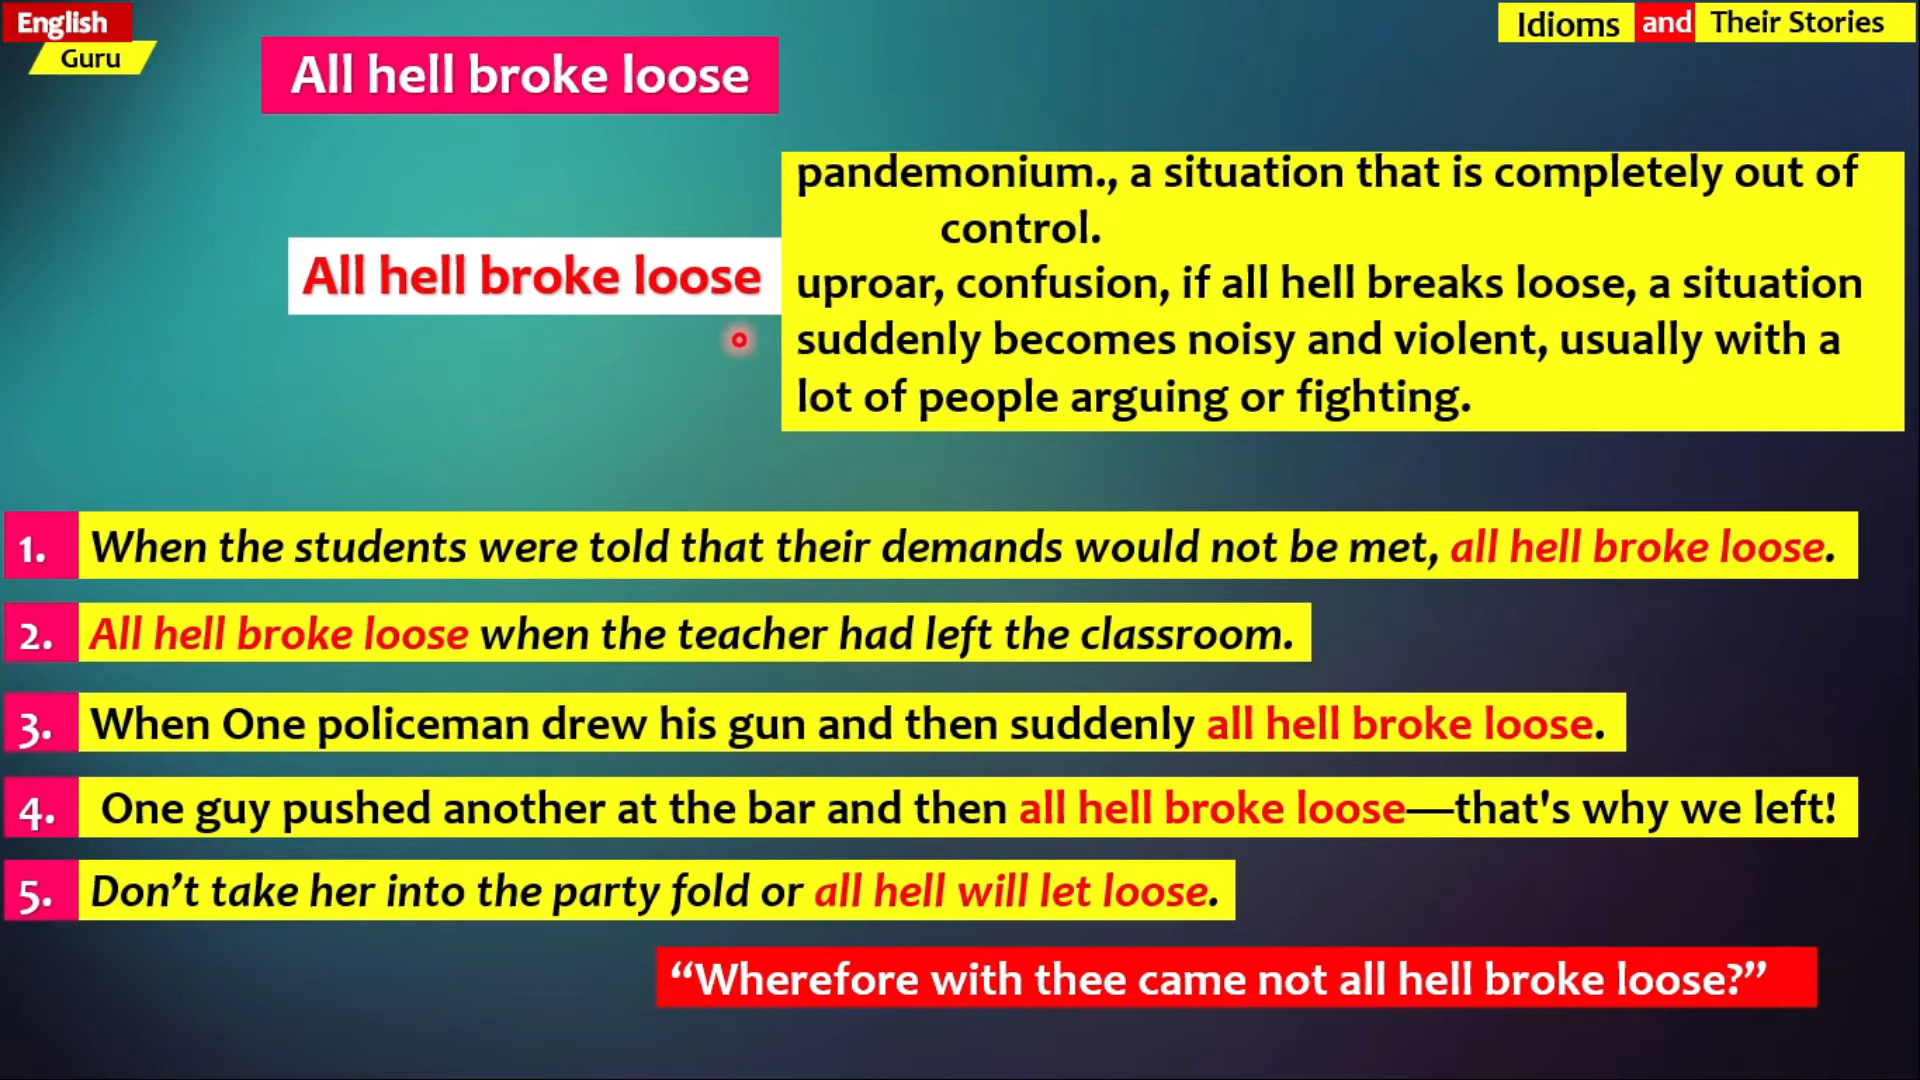 English
Guru
Idioms and Their Stories
All hell broke loose
pandemonium., a situation that is completely out of
control.
All hell broke loose
uproar, confusion, if all hell breaks loose, a situation
suddenly becomes noisy and violent, usually with a
lot of people arguing or fighting.
1. When the students were told that their demands would not be met, all hell broke loose.
2. All hell broke loose when the teacher had left the classroom.
3. When One policeman drew his gun and then suddenly all hell broke loose.
4. One guy pushed another at the bar and then all hell broke loose—that's why we left!
5. Don’t take her into the party fold or all hell will let loose.
“Wherefore with thee came not all hell broke loose?”